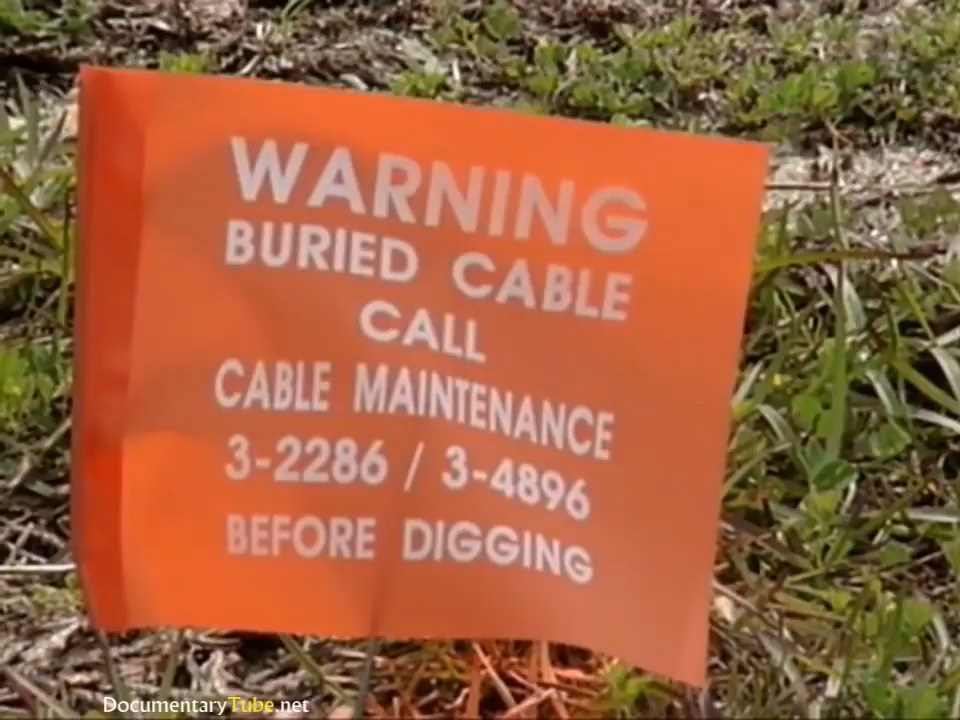 WARNING
BURIED CABLE
CALL
CABLE MAINTENANCE
3-2286 / 3-4896
BEFORE DIGGING
DocumentaryTube.net